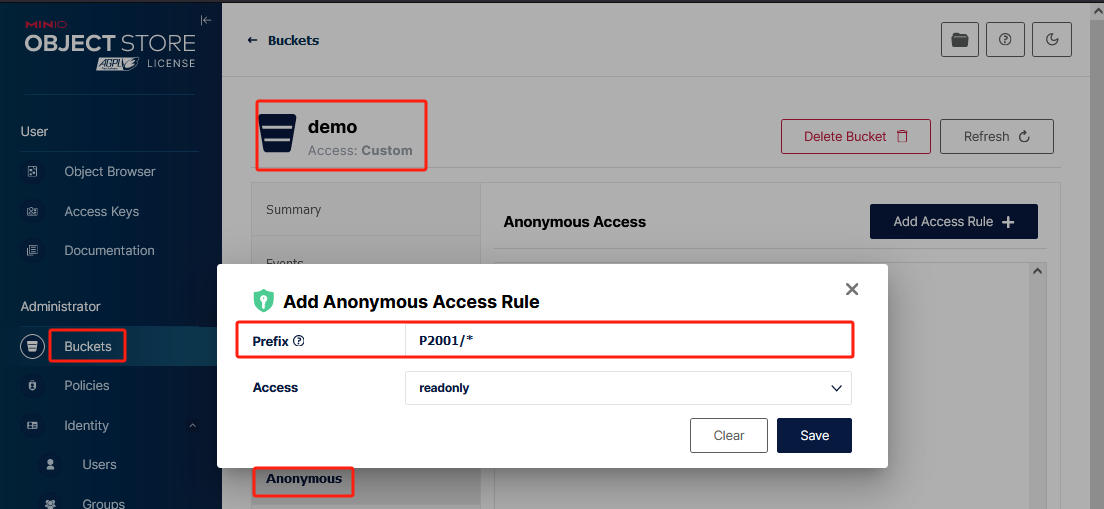 MINIO
OBJECT STORE
AGPLV3 LICENSE
User
Object Browser
Access Keys
Documentation
Administrator
Buckets
Policies
Identity
Users
Groups
← Buckets
demo
Access: Custom
Delete Bucket
Refresh
Summary
Events
Anonymous
Anonymous Access
Add Access Rule +
Add Anonymous Access Rule
Prefix P2001/*
Access readonly
Clear Save